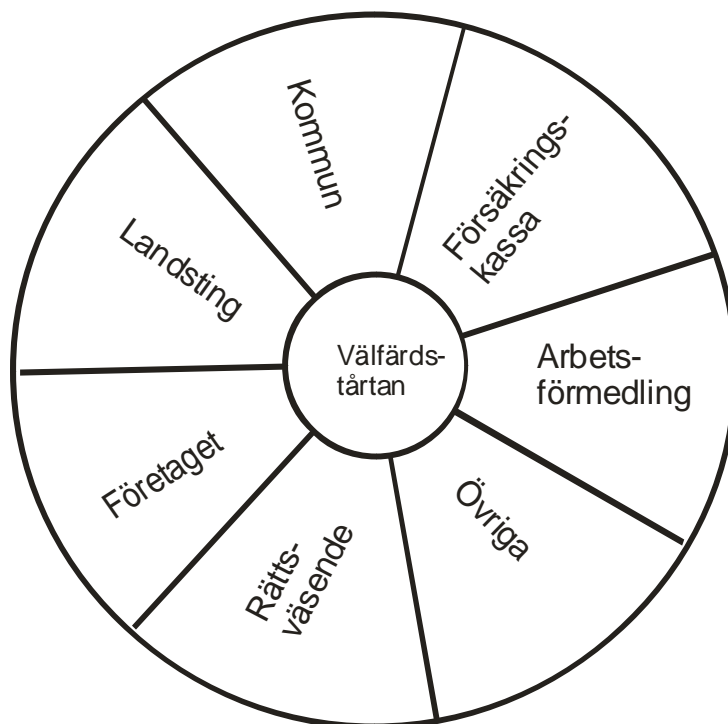 Kommun
Försäkrings-
kassa
Landsting
Välfärds-
tårtan
Arbets-
förmedling
Företaget
Övriga
Rätts-
väsende